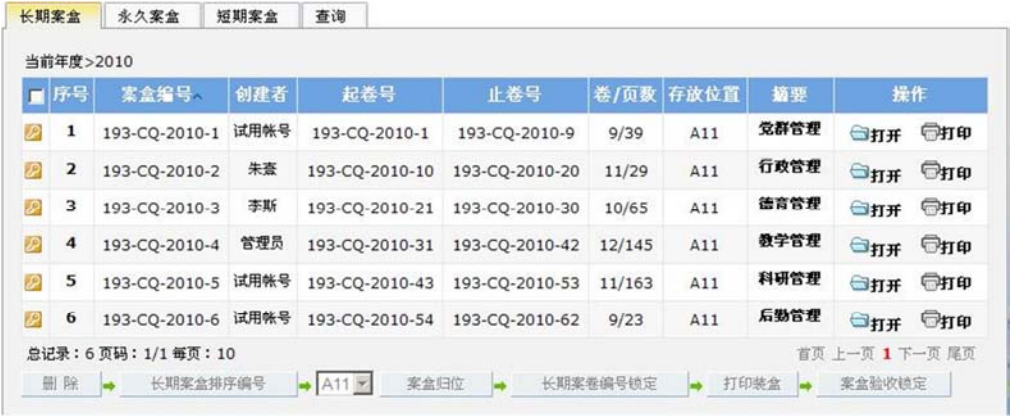 长期案盒 永久案盒 短期案盒 查询
当前年度>2010
序号 案盒编号 创建者 起卷号 止卷号 卷/页数 存放位置 摘要 操作
1 193-CQ-2010-1 试用帐号 193-CQ-2010-1 193-CQ-2010-9 9/39 A11 党群管理 打开 打印
2 193-CQ-2010-2 朱壹 193-CQ-2010-10 193-CQ-2010-20 11/29 A11 行政管理 打开 打印
3 193-CQ-2010-3 李斯 193-CQ-2010-21 193-CQ-2010-30 10/65 A11 德育管理 打开 打印
4 193-CQ-2010-4 管理员 193-CQ-2010-31 193-CQ-2010-42 12/145 A11 教学管理 打开 打印
5 193-CQ-2010-5 试用帐号 193-CQ-2010-43 193-CQ-2010-53 11/163 A11 科研管理 打开 打印
6 193-CQ-2010-6 试用帐号 193-CQ-2010-54 193-CQ-2010-62 9/23 A11 后勤管理 打开 打印
总记录：6 页码：1/1 每页：10 首页 上一页 1 下一页 尾页
删 除 长期案盒排序编号 A11 案盒归位 长期案卷编号锁定 打印装盒 案盒验收锁定